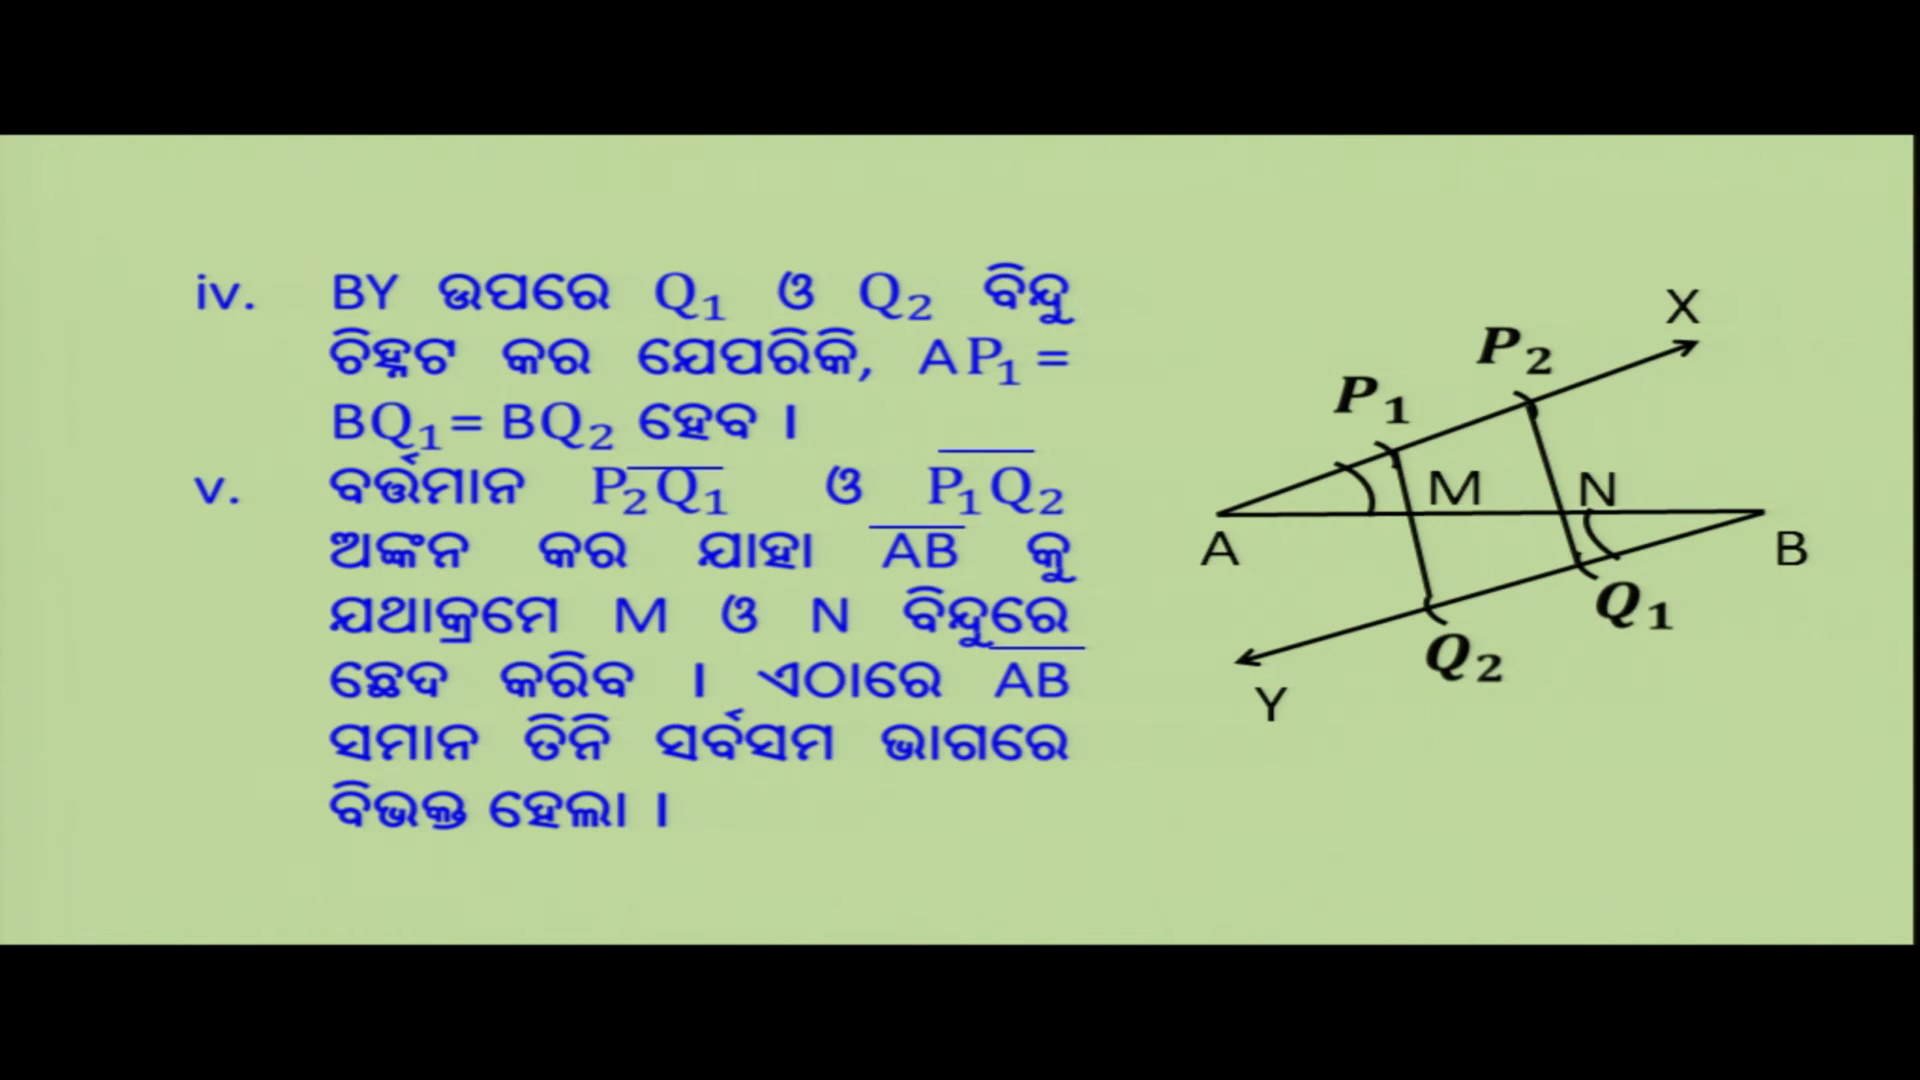 iv. BY ଉପରେ Q₁ ଓ Q₂ ବିନ୍ଦୁ
ଚିହ୍ନଟ କର ଯେପରିକି, AP₁ =
BQ₁ = BQ₂ ହେବ ।
v. ବର୍ତ୍ତମାନ P₂Q₁ ଓ P₁Q₂
ଅଙ୍କନ କର ଯାହା AB କୁ
ଯଥାକ୍ରମେ M ଓ N ବିନ୍ଦୁରେ
ଛେଦ କରିବ । ଏଠାରେ AB
ସମାନ ତିନି ସର୍ବସମ ଭାଗରେ
ବିଭକ୍ତ ହେଲା ।
X
P₂
P₁
M
N
A
B
Q₁
Q₂
Y